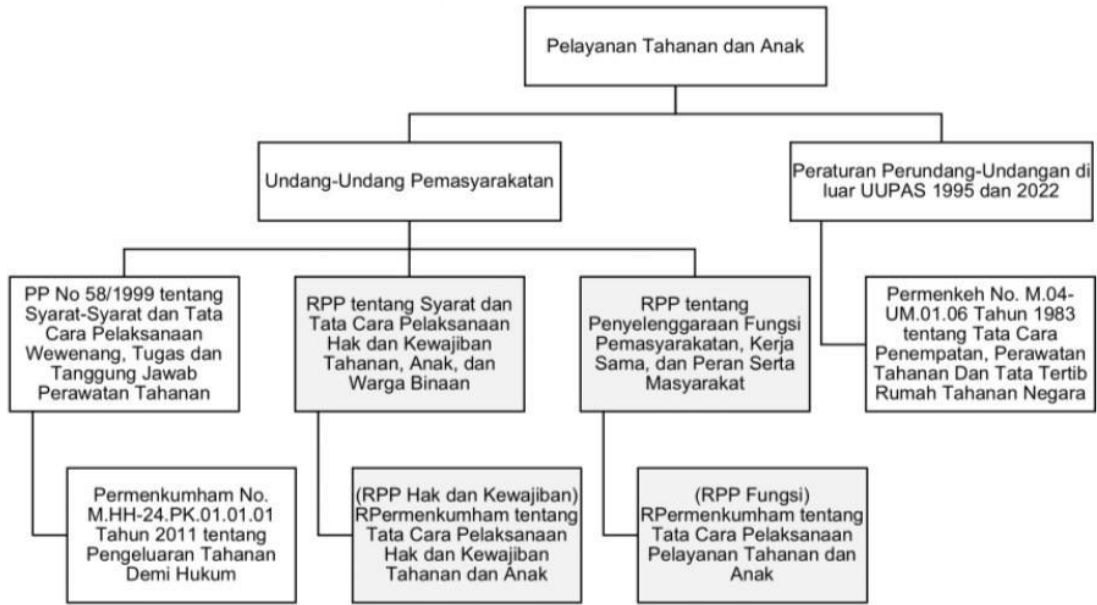 Pelayanan Tahanan dan Anak
Undang-Undang Pemasyarakatan
Peraturan Perundang-Undangan di
luar UUPAS 1995 dan 2022
PP No 58/1999 tentang
Syarat-Syarat dan Tata
Cara Pelaksanaan
Wewenang, Tugas dan
Tanggung Jawab
Perawatan Tahanan
RPP tentang Syarat dan
Tata Cara Pelaksanaan
Hak dan Kewajiban
Tahanan, Anak, dan
Warga Binaan
RPP tentang
Penyelenggaraan Fungsi
Pemasyarakatan, Kerja
Sama, dan Peran Serta
Masyarakat
Permenkeh No. M.04-
UM.01.06 Tahun 1983
tentang Tata Cara
Penempatan, Perawatan
Tahanan Dan Tata Tertib
Rumah Tahanan Negara
Permenkumham No.
M.HH-24.PK.01.01.01
Tahun 2011 tentang
Pengeluaran Tahanan
Demi Hukum
(RPP Hak dan Kewajiban)
RPermenkumham tentang
Tata Cara Pelaksanaan
Hak dan Kewajiban
Tahanan dan Anak
(RPP Fungsi)
RPermenkumham tentang
Tata Cara Pelaksanaan
Pelayanan Tahanan dan
Anak